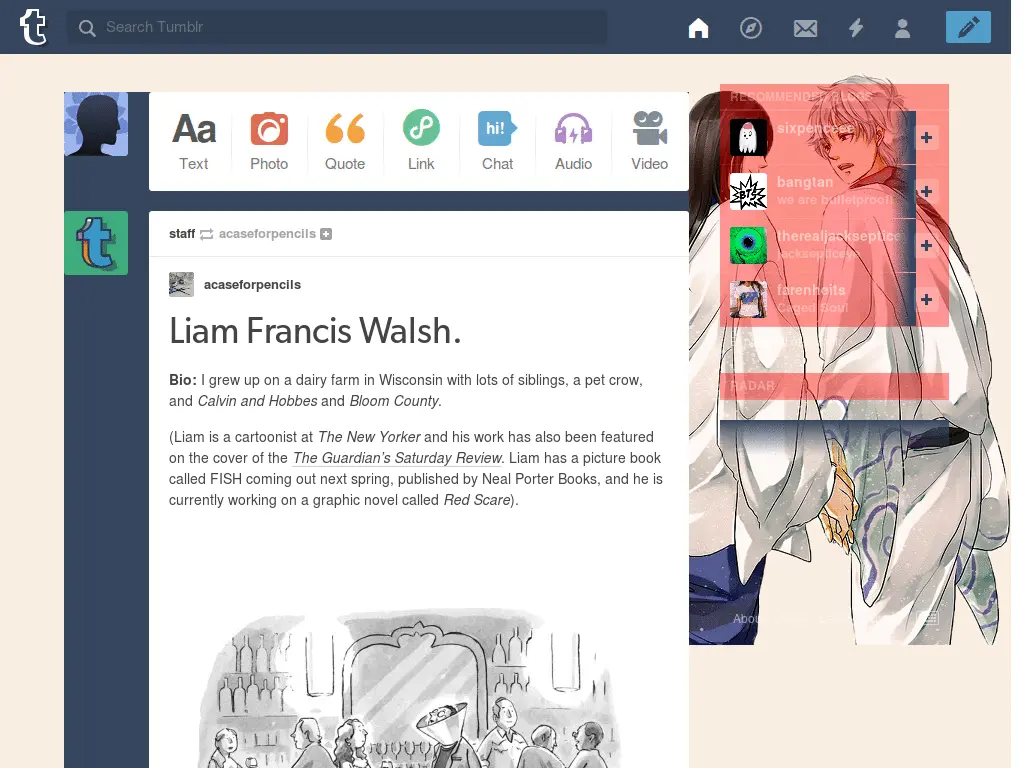 Search Tumblr
Aa
Text
Photo
Quote
Link
hi!
Chat
Audio
Video
staff acaseforpencils
acaseforpencils
Liam Francis Walsh.
Bio: I grew up on a dairy farm in Wisconsin with lots of siblings, a pet crow,
and Calvin and Hobbes and Bloom County.
(Liam is a cartoonist at The New Yorker and his work has also been featured
on the cover of the The Guardian’s Saturday Review. Liam has a picture book
called FISH coming out next spring, published by Neal Porter Books, and he is
currently working on a graphic novel called Red Scare).
RECOMMENDED BLOGS
sixpenceee
BTS
bangtan
we are bulletproof
therealjackseptice
jacksepticeye
farenheits
Caged Soul
RADAR